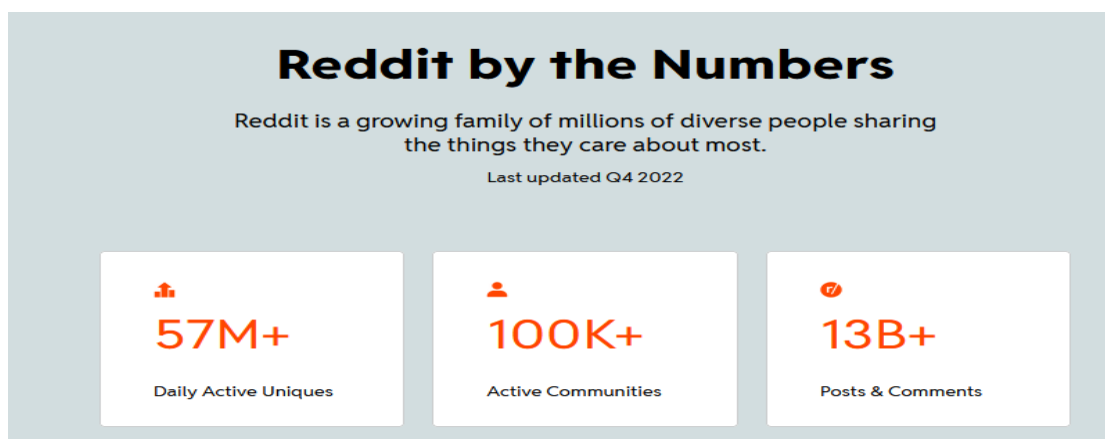 Reddit by the Numbers
Reddit is a growing family of millions of diverse people sharing
the things they care about most.
Last updated Q4 2022
57M+
Daily Active Uniques
100K+
Active Communities
r/
13B+
Posts & Comments